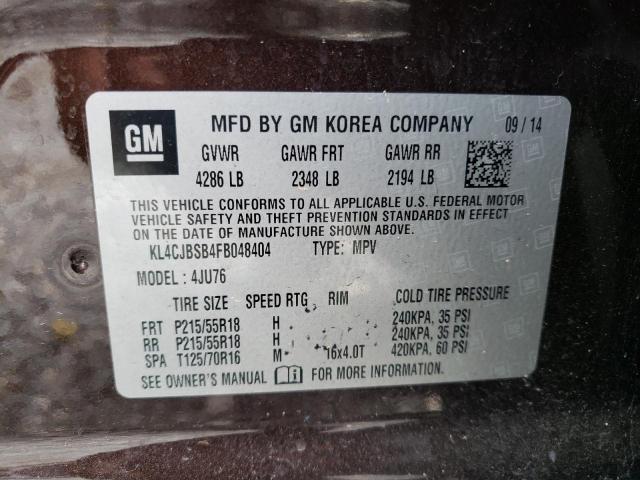 GM
MFD BY GM KOREA COMPANY 09/14
GVWR GAWR FRT GAWR RR
4286 LB 2348 LB 2194 LB
THIS VEHICLE CONFORMS TO ALL APPLICABLE U.S. FEDERAL MOTOR
VEHICLE SAFETY AND THEFT PREVENTION STANDARDS IN EFFECT
ON THE DATE OF MANUFACTURE SHOWN ABOVE.
KL4CJBSB4FB048404 TYPE: MPV
MODEL : 4JU76
TIRE SIZE SPEED RTG RIM COLD TIRE PRESSURE
FRT P215/55R18 H 240KPA, 35 PSI
RR P215/55R18 H 240KPA, 35 PSI
SPA T125/70R16 M 16x4.0T 420KPA, 60 PSI
SEE OWNER'S MANUAL FOR MORE INFORMATION.